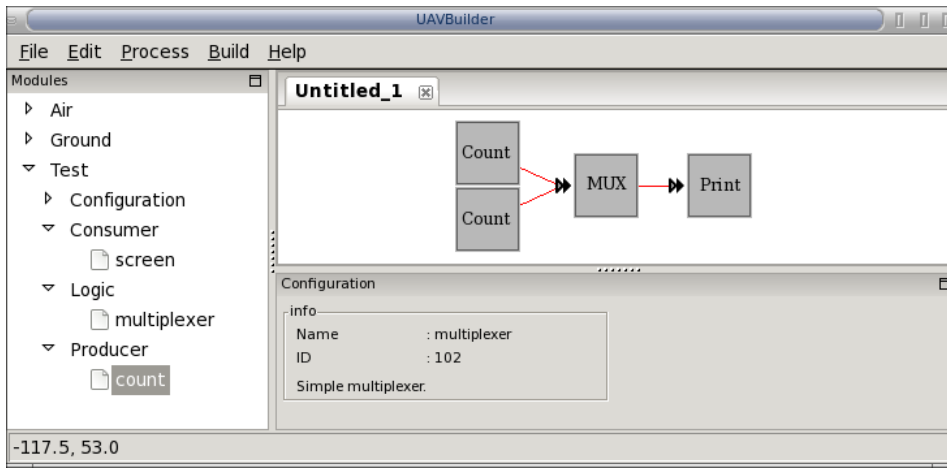 UAVBuilder
File Edit Process Build Help
Modules
Air
Ground
Test
Configuration
Consumer
screen
Logic
multiplexer
Producer
count
Untitled_1
Count
Count
MUX
Print
Configuration
info
Name : multiplexer
ID : 102
Simple multiplexer.
-117.5, 53.0